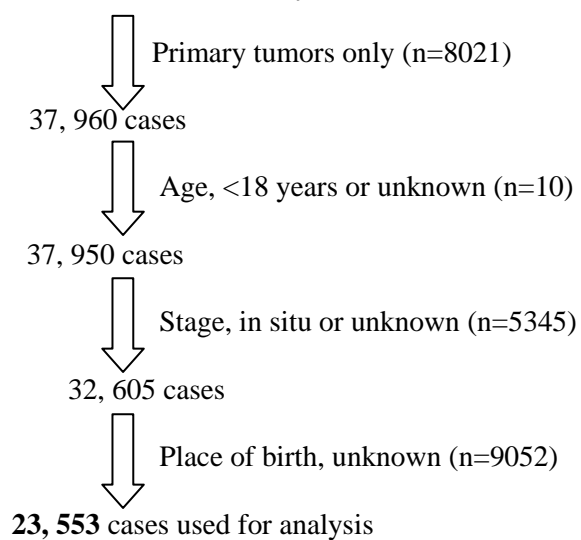 Primary tumors only (n=8021)
37, 960 cases
Age, <18 years or unknown (n=10)
37, 950 cases
Stage, in situ or unknown (n=5345)
32, 605 cases
Place of birth, unknown (n=9052)
23, 553 cases used for analysis